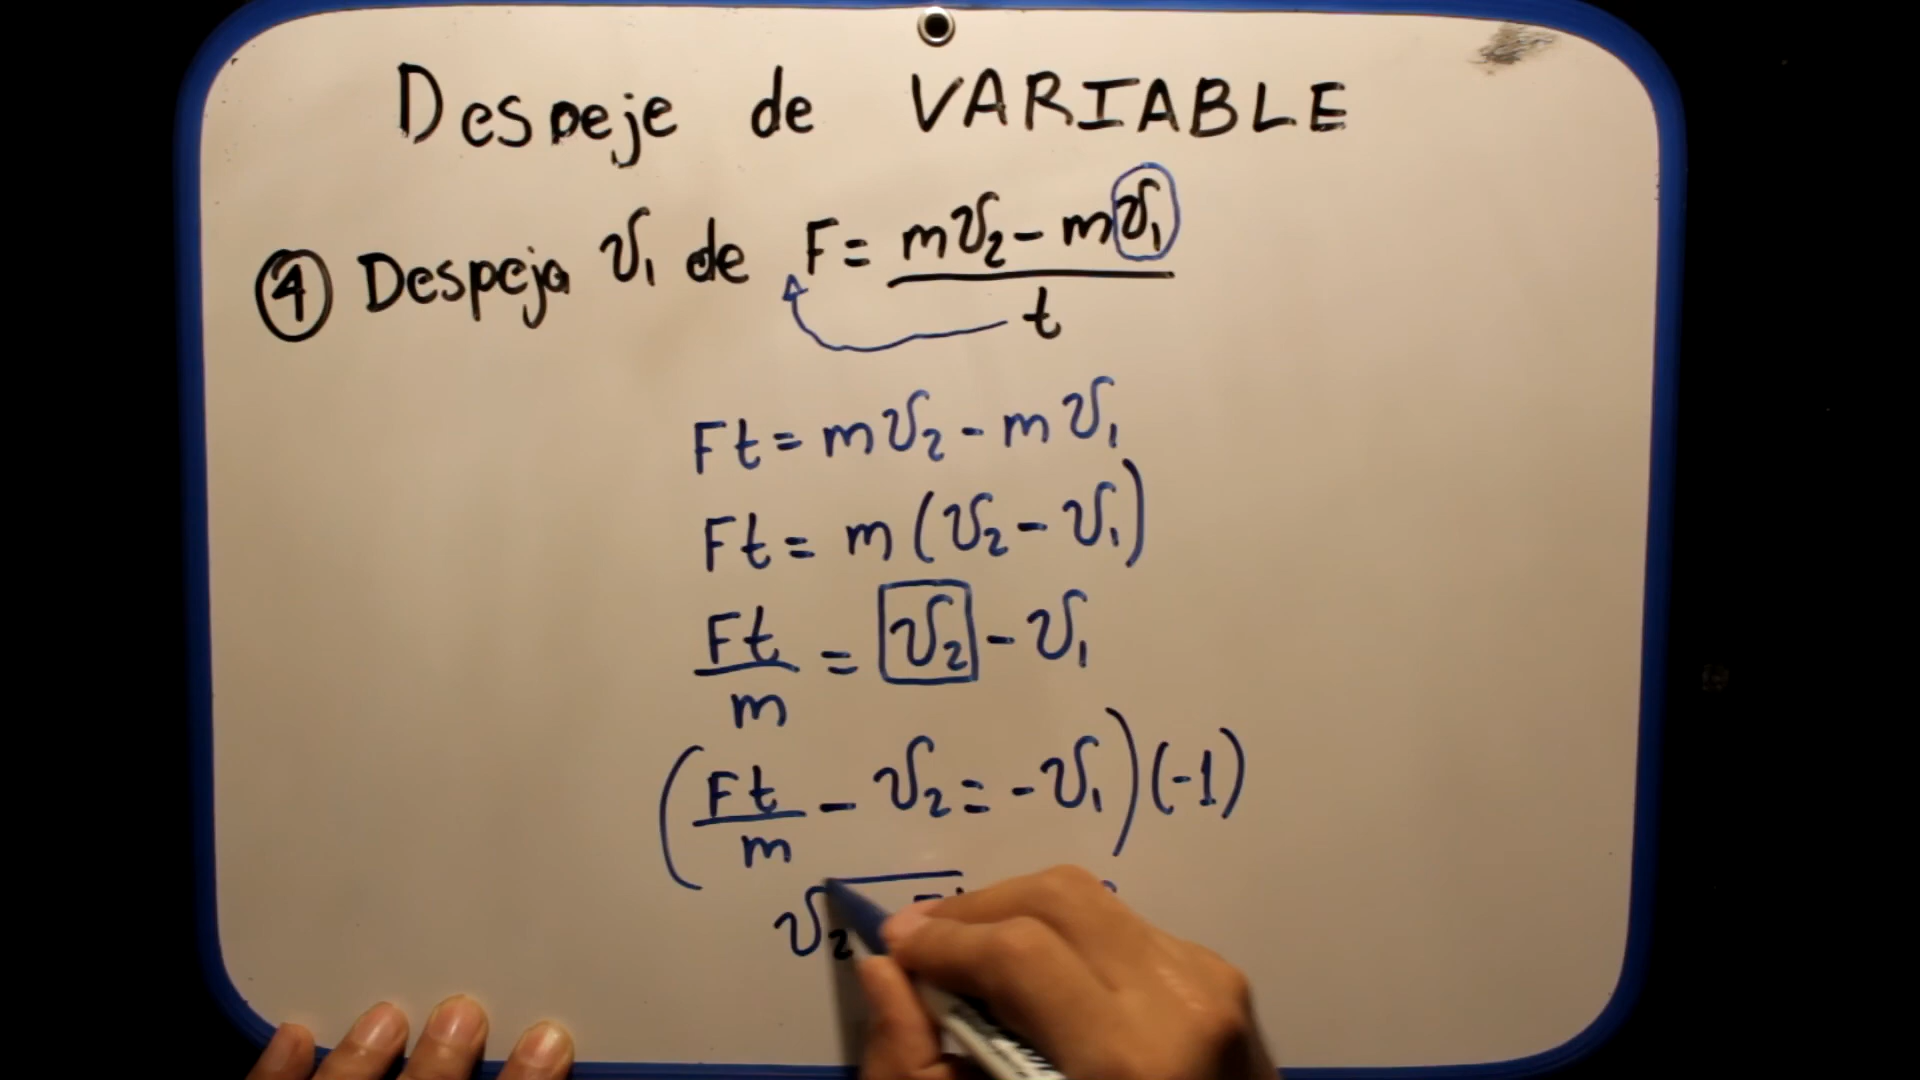 Despeje de VARIABLE
④ Despeja v₁ de F = (mv₂ - mv₁)/t
Ft = mv₂ - mv₁
Ft = m(v₂ - v₁)
Ft/m = v₂ - v₁
(Ft/m - v₂ = -v₁)(-1)
v₂